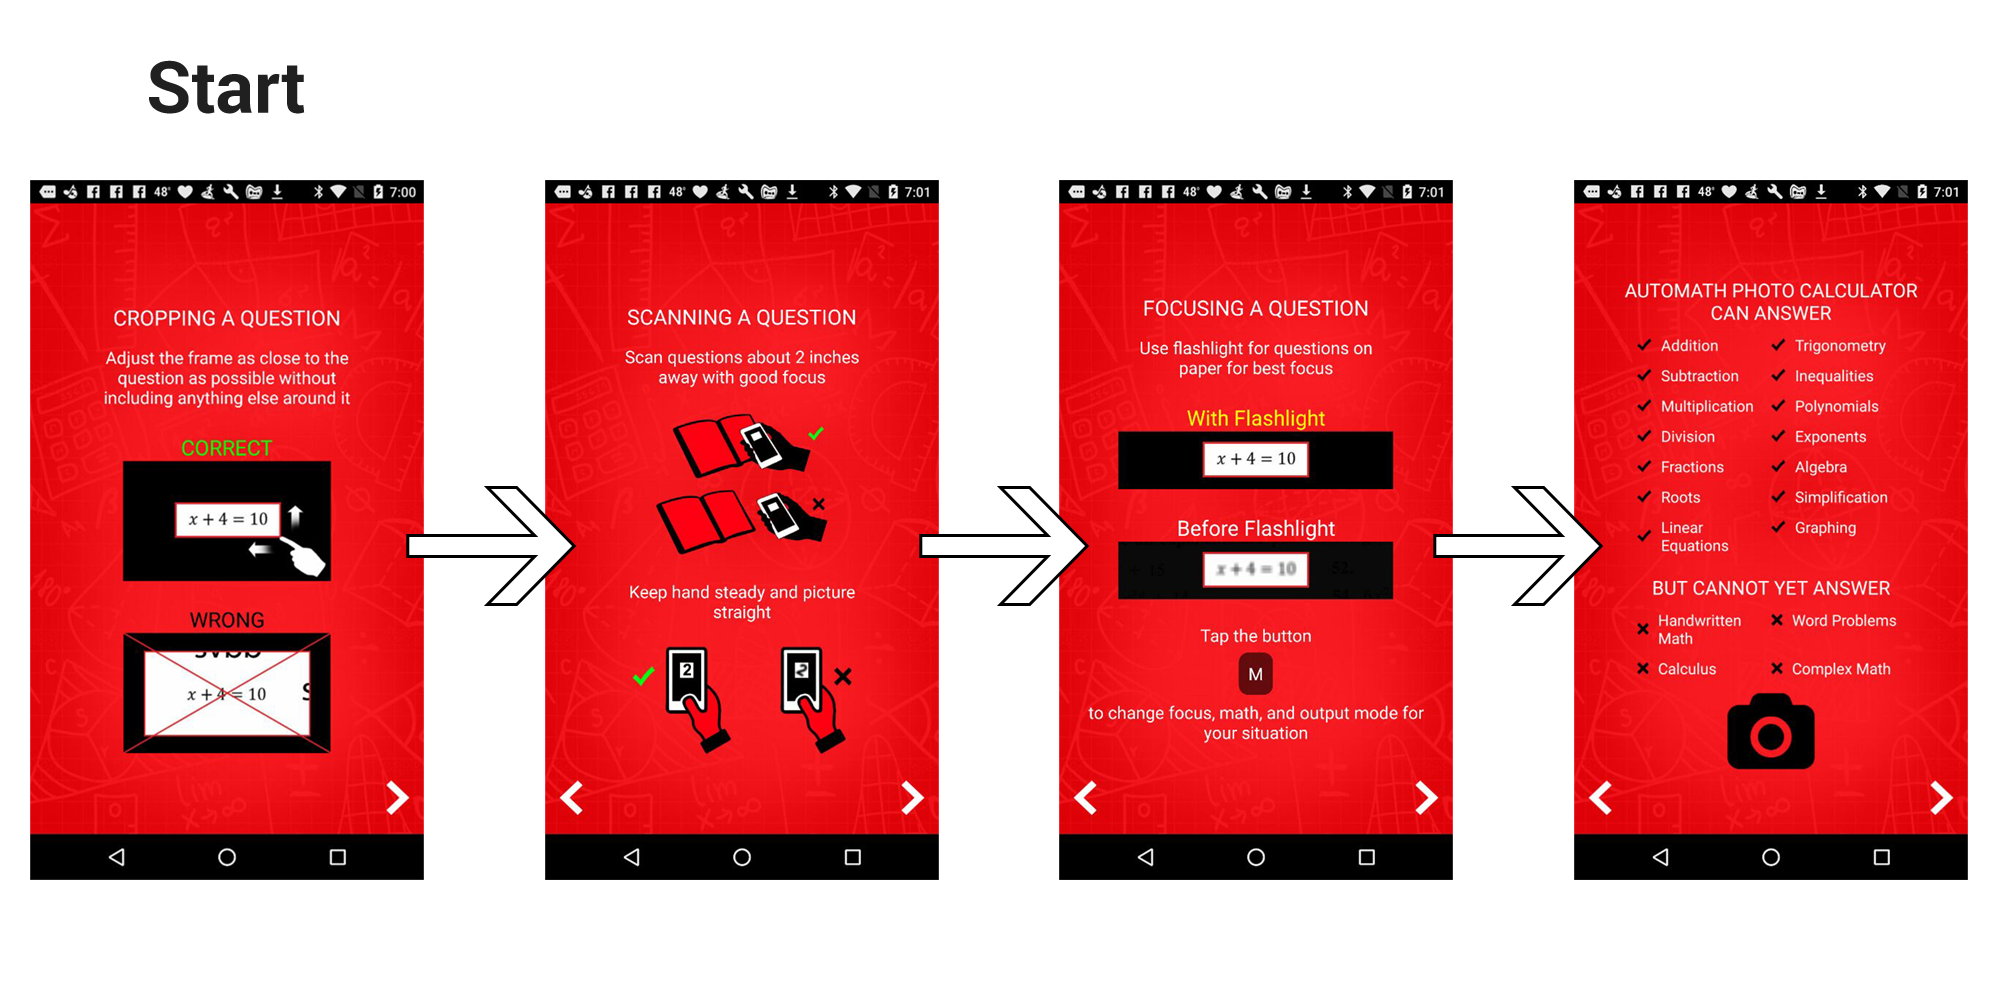 Start
48°
7:00
CROPPING A QUESTION
Adjust the frame as close to the
question as possible without
including anything else around it
CORRECT
x + 4 = 10
WRONG
x + 4 = 10
48°
7:01
SCANNING A QUESTION
Scan questions about 2 inches
away with good focus
Keep hand steady and picture
straight
2
48°
7:01
FOCUSING A QUESTION
Use flashlight for questions on
paper for best focus
With Flashlight
x + 4 = 10
Before Flashlight
x + 4 = 10
Tap the button
M
to change focus, math, and output mode for
your situation
48°
7:01
AUTOMATH PHOTO CALCULATOR
CAN ANSWER
Addition
Trigonometry
Subtraction
Inequalities
Multiplication
Polynomials
Division
Exponents
Fractions
Algebra
Roots
Simplification
Linear
Equations
Graphing
BUT CANNOT YET ANSWER
Handwritten
Math
Word Problems
Calculus
Complex Math